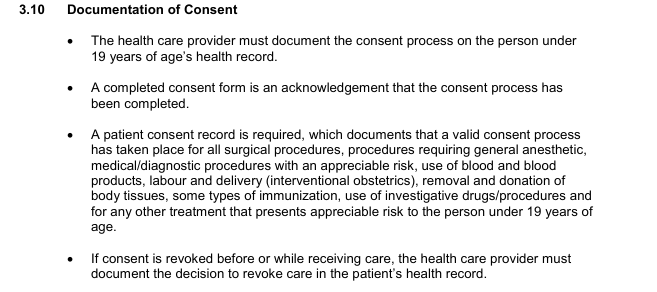 3.10 Documentation of Consent
• The health care provider must document the consent process on the person under
19 years of age's health record.
• A completed consent form is an acknowledgement that the consent process has
been completed.
• A patient consent record is required, which documents that a valid consent process
has taken place for all surgical procedures, procedures requiring general anesthetic,
medical/diagnostic procedures with an appreciable risk, use of blood and blood
products, labour and delivery (interventional obstetrics), removal and donation of
body tissues, some types of immunization, use of investigative drugs/procedures and
for any other treatment that presents appreciable risk to the person under 19 years of
age.
• If consent is revoked before or while receiving care, the health care provider must
document the decision to revoke care in the patient's health record.